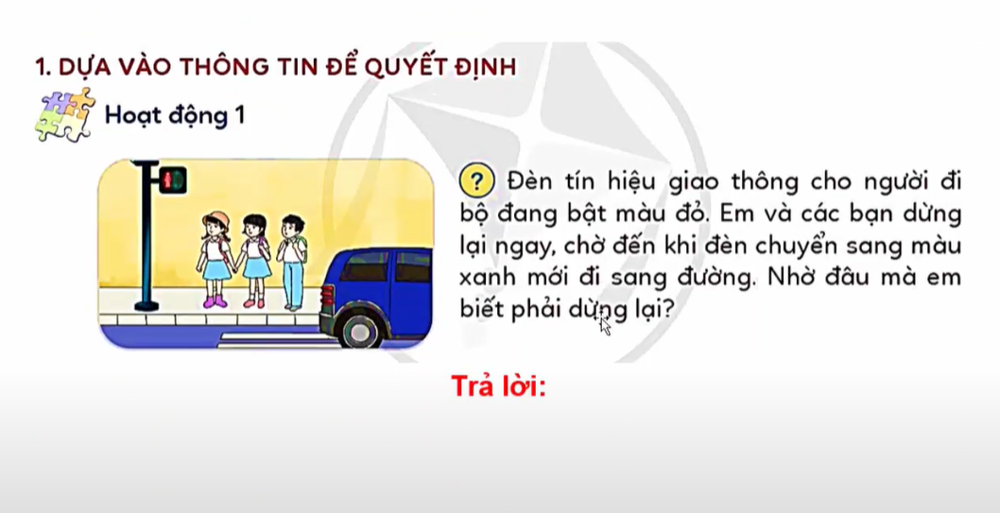 1. DỰA VÀO THÔNG TIN ĐỂ QUYẾT ĐỊNH
Hoạt động 1
? Đèn tín hiệu giao thông cho người đi
bộ đang bật màu đỏ. Em và các bạn dừng
lại ngay, chờ đến khi đèn chuyển sang màu
xanh mới đi sang đường. Nhờ đâu mà em
biết phải dừng lại?
Trả lời: